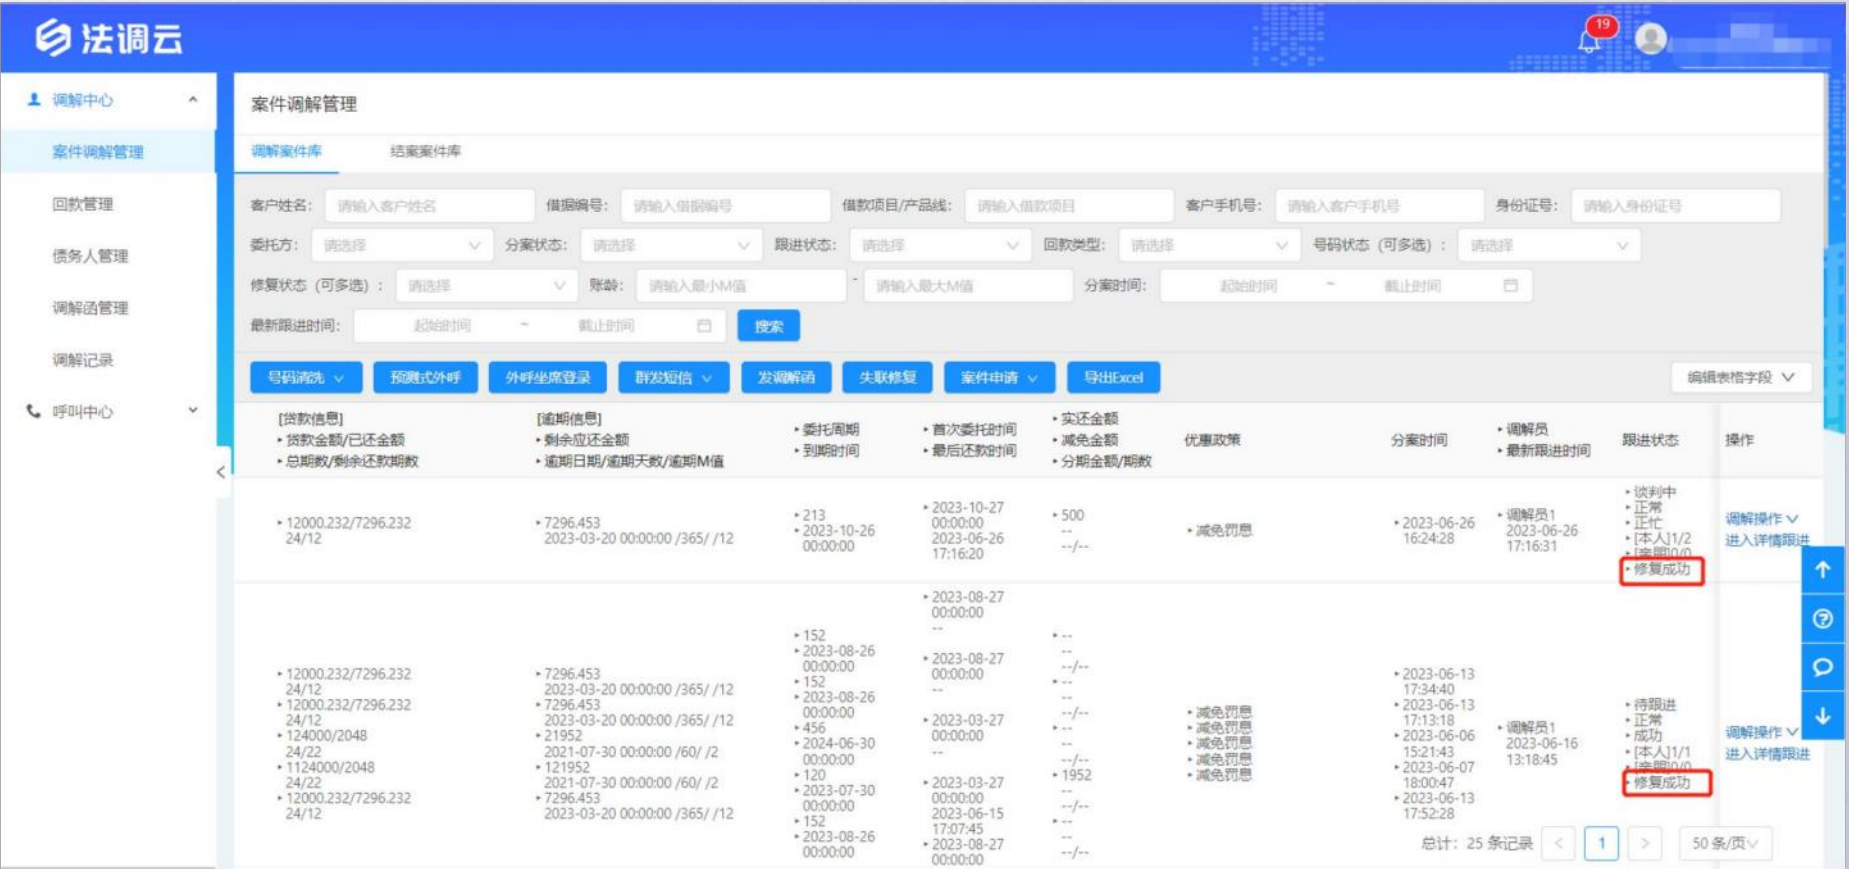 法调云
19
调解中心
案件调解管理
回款管理
债务人管理
调解函管理
调解记录
呼叫中心
案件调解管理
调解案件库 结案案件库
客户姓名: 请输入客户姓名 借据编号: 请输入借据编号 借款项目/产品线: 请输入借款项目 客户手机号: 请输入客户手机号 身份证号: 请输入身份证号
委托方: 请选择 分案状态: 请选择 跟进状态: 请选择 回款类型: 请选择 号码状态 (可多选) : 请选择
修复状态 (可多选) : 请选择 账龄: 请输入最小M值 - 请输入最大M值 分案时间: 起始时间 ~ 截止时间
最新跟进时间: 起始时间 ~ 截止时间 搜索
号码清洗 预测式外呼 外呼坐席登录 群发短信 发调解函 失联修复 案件申请 导出Excel 编辑表格字段
[贷款信息]
贷款金额/已还金额
总期数/剩余还款期数
[逾期信息]
剩余应还金额
逾期日期/逾期天数/逾期M值
委托周期
到期时间
首次委托时间
最后还款时间
实还金额
减免金额
分期金额/期数
优惠政策
分案时间
调解员
最新跟进时间
跟进状态
操作
12000.232/7296.232
24/12
7296.453
2023-03-20 00:00:00 /365/ /12
213
2023-10-26
00:00:00
2023-10-27
00:00:00
2023-06-26
17:16:20
500
--
--/--
减免罚息
2023-06-26
16:24:28
调解员1
2023-06-26
17:16:31
谈判中
正常
正忙
[本人]1/2
[亲朋]0/0
修复成功
调解操作
进入详情跟进
12000.232/7296.232
24/12
12000.232/7296.232
24/12
124000/2048
24/22
1124000/2048
24/22
12000.232/7296.232
24/12
7296.453
2023-03-20 00:00:00 /365/ /12
7296.453
2023-03-20 00:00:00 /365/ /12
21952
2021-07-30 00:00:00 /60/ /2
121952
2021-07-30 00:00:00 /60/ /2
7296.453
2023-03-20 00:00:00 /365/ /12
152
2023-08-26
00:00:00
152
2023-08-26
00:00:00
456
2024-06-30
00:00:00
120
2023-07-30
00:00:00
152
2023-08-26
00:00:00
2023-08-27
00:00:00
--
2023-08-27
00:00:00
--
2023-03-27
00:00:00
--
2023-03-27
00:00:00
2023-06-15
17:07:45
2023-08-27
00:00:00
--
--
--/--
--
--
--/--
--
--
--/--
1952
--
--/--
--
--
--/--
减免罚息
减免罚息
减免罚息
减免罚息
减免罚息
2023-06-13
17:34:40
2023-06-13
17:13:18
2023-06-06
15:21:43
2023-06-07
18:00:47
2023-06-13
17:52:28
调解员1
2023-06-16
13:18:45
待跟进
正常
成功
[本人]1/1
[亲朋]0/0
修复成功
调解操作
进入详情跟进
总计: 25 条记录 < 1 > 50 条/页